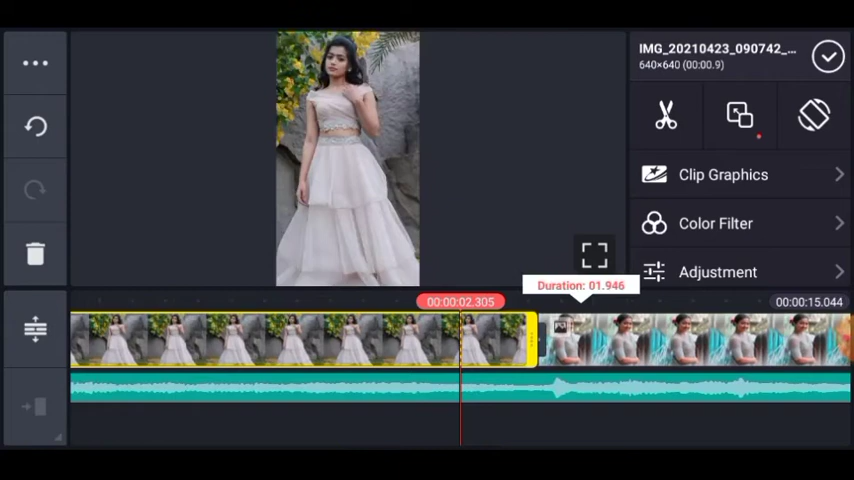 IMG_20210423_090742_...
640×640 (00:00.9)
Clip Graphics
Color Filter
Adjustment
Duration: 01.946
00:00:02.305
00:00:15.044